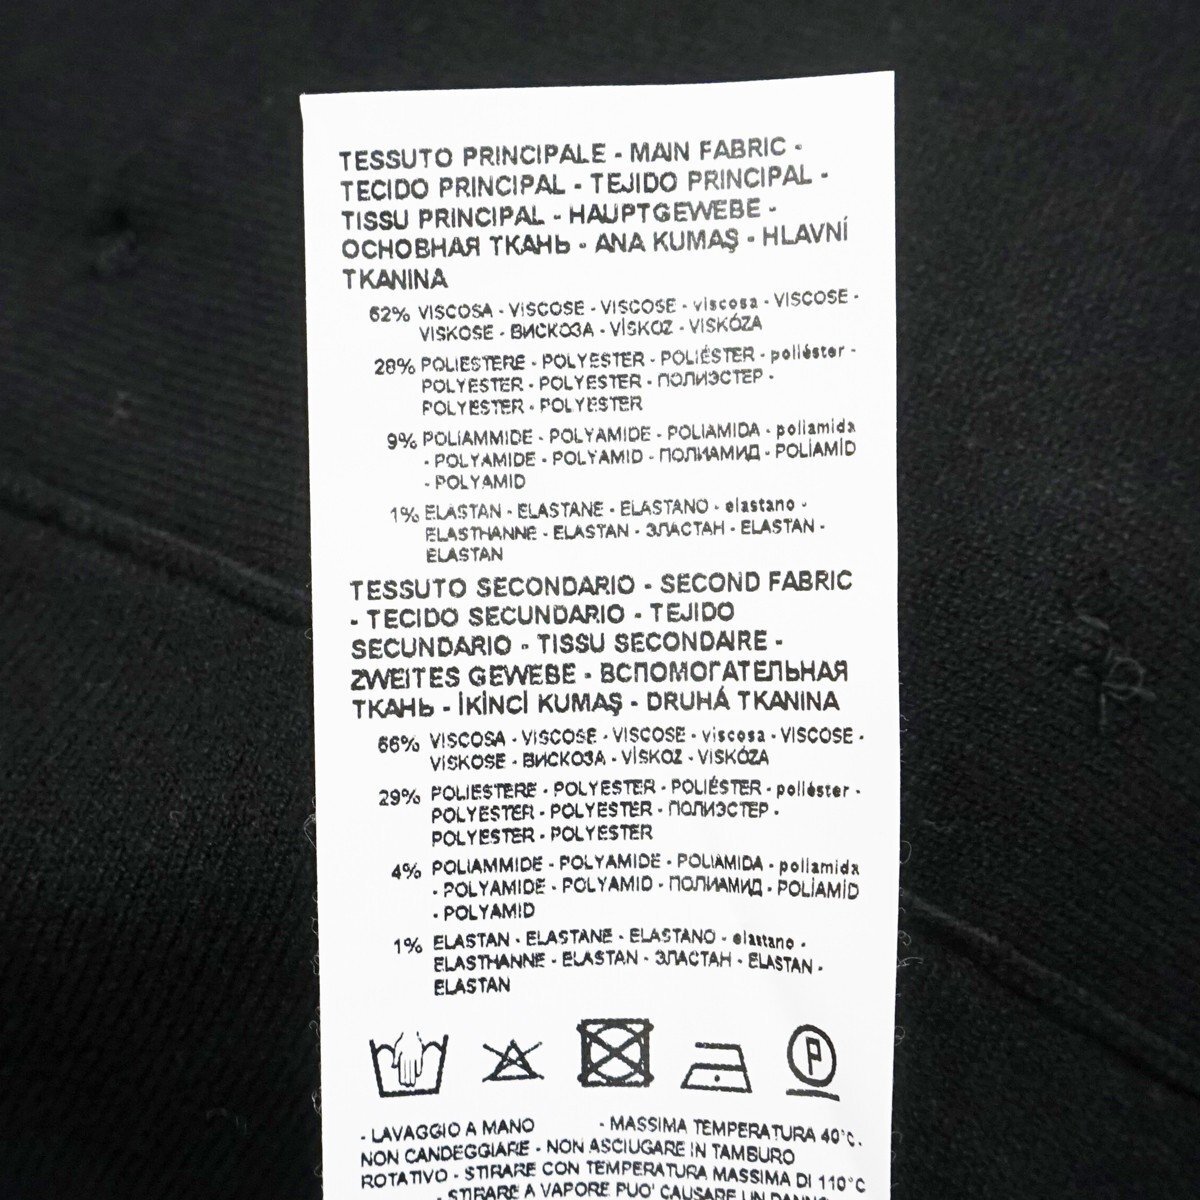 TESSUTO PRINCIPALE - MAIN FABRIC -
TECIDO PRINCIPAL - TEJIDO PRINCIPAL -
TISSU PRINCIPAL - HAUPTGEWEBE -
ОСНОВНАЯ ТКАНЬ - ANA KUMAŞ - HLAVNÍ
TKANINA
62% VISCOSA - VISCOSE - VISCOSE - viscosa - VISCOSE -
VISKOSE - ВИСКОЗА - VİSKOZ - VISKÓZA
28% POLIESTERE - POLYESTER - POLIÉSTER - poliéster -
POLYESTER - POLYESTER - ПОЛИЭСТЕР -
POLYESTER - POLYESTER
9% POLIAMMIDE - POLYAMIDE - POLIAMIDA - poliamida
- POLYAMIDE - POLYAMID - ПОЛИАМИД - POLİAMİD
- POLYAMID
1% ELASTAN - ELASTANE - ELASTANO - elastano -
ELASTHANNE - ELASTAN - ЭЛАСТАН - ELASTAN -
ELASTAN
TESSUTO SECONDARIO - SECOND FABRIC
- TECIDO SECUNDARIO - TEJIDO
SECUNDARIO - TISSU SECONDAIRE -
ZWEITES GEWEBE - ВСПОМОГАТЕЛЬНАЯ
ТКАНЬ - İKİNCİ KUMAŞ - DRUHÁ TKANINA
66% VISCOSA - VISCOSE - VISCOSE - viscosa - VISCOSE -
VISKOSE - ВИСКОЗА - VİSKOZ - VISKÓZA
29% POLIESTERE - POLYESTER - POLIÉSTER - poliéster -
POLYESTER - POLYESTER - ПОЛИЭСТЕР -
POLYESTER - POLYESTER
4% POLIAMMIDE - POLYAMIDE - POLIAMIDA - poliamida
- POLYAMIDE - POLYAMID - ПОЛИАМИД - POLİAMİD
- POLYAMID
1% ELASTAN - ELASTANE - ELASTANO - elastano -
ELASTHANNE - ELASTAN - ЭЛАСТАН - ELASTAN -
ELASTAN
P
- LAVAGGIO A MANO - MASSIMA TEMPERATURA 40°C -
NON CANDEGGIARE - NON ASCIUGARE IN TAMBURO
ROTATIVO - STIRARE CON TEMPERATURA MASSIMA DI 110°C
- STIRARE A VAPORE PUO' CAUSARE UN